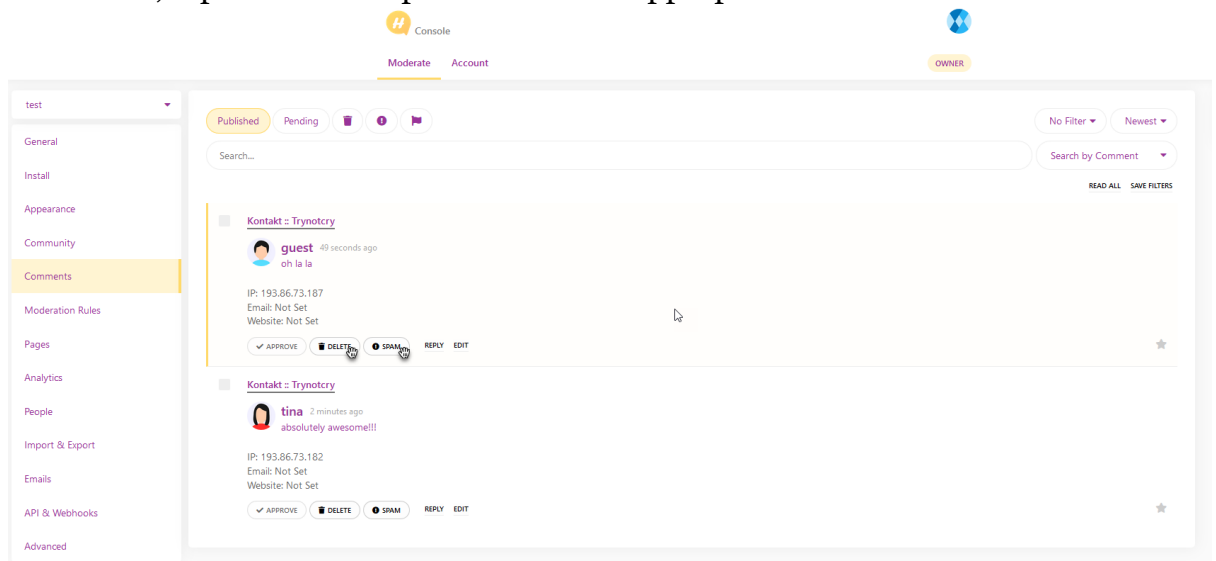 H Console
Moderate Account
OWNER
test
General
Install
Appearance
Community
Comments
Moderation Rules
Pages
Analytics
People
Import & Export
Emails
API & Webhooks
Advanced
Published Pending No Filter Newest
Search... Search by Comment
READ ALL SAVE FILTERS
Kontakt :: Trynotcry
guest 49 seconds ago
oh la la
IP: 193.86.73.187
Email: Not Set
Website: Not Set
APPROVE DELETE SPAM REPLY EDIT
Kontakt :: Trynotcry
tina 2 minutes ago
absolutely awesome!!!
IP: 193.86.73.182
Email: Not Set
Website: Not Set
APPROVE DELETE SPAM REPLY EDIT